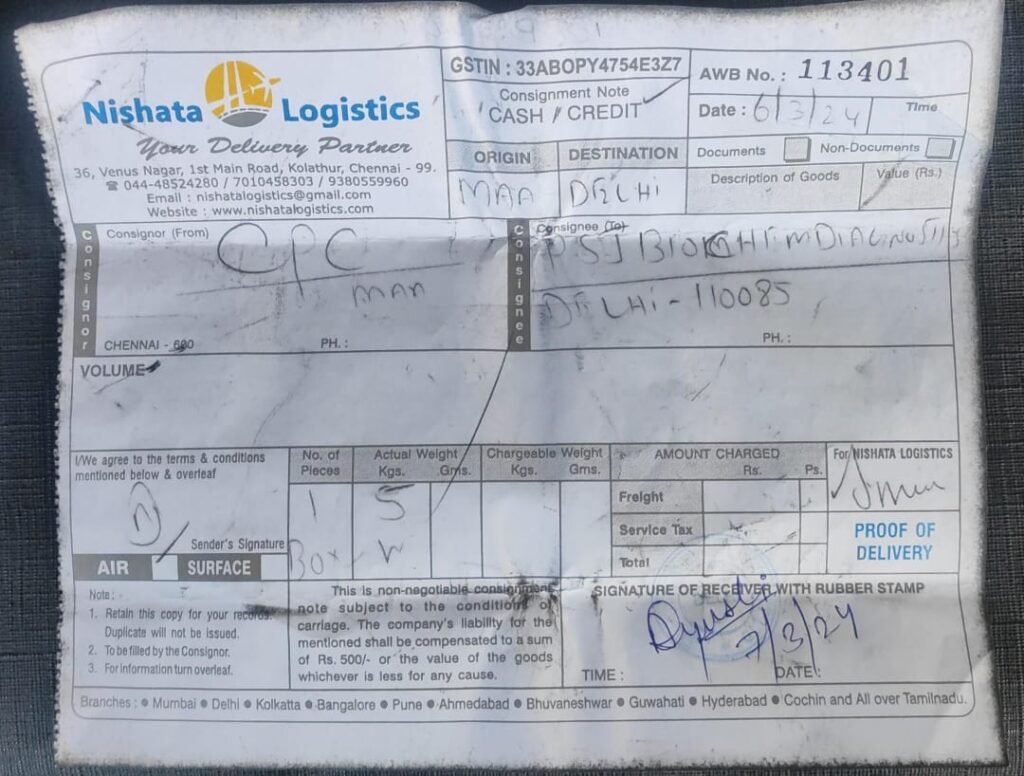 Nishata Logistics
Your Delivery Partner
36, Venus Nagar, 1st Main Road, Kolathur, Chennai - 99.
☎ 044-48524280 / 7010458303 / 9380559960
Email : nishatalogistics@gmail.com
Website : www.nishatalogistics.com
GSTIN : 33ABOPY4754E3Z7
Consignment Note
CASH / CREDIT
AWB No. : 113401
Date : 6/3/24 Time
ORIGIN DESTINATION
MAA DELHI
Documents Non-Documents
Description of Goods Value (Rs.)
Consignor
Consignor (From)
CPC
MAA
CHENNAI - 600 PH. :
Consignee
Consignee (To)
BIOCHEM DIAGNOSTICS
DELHI - 110085
PH. :
VOLUME
I/We agree to the terms & conditions
mentioned below & overleaf
Sender's Signature
AIR SURFACE
No. of Pieces
Actual Weight
Kgs. Gms.
Chargeable Weight
Kgs. Gms.
1 5
Box
AMOUNT CHARGED
Rs. Ps.
Freight
Service Tax
Total
For NISHATA LOGISTICS
PROOF OF
DELIVERY
Note :
1. Retain this copy for your records.
Duplicate will not be issued.
2. To be filled by the Consignor.
3. For information turn overleaf.
This is non-negotiable consignment
note subject to the conditions of
carriage. The company's liability for the
mentioned shall be compensated to a sum
of Rs. 500/- or the value of the goods
whichever is less for any cause.
SIGNATURE OF RECEIVER WITH RUBBER STAMP
7/3/24
TIME : DATE :
Branches : ● Mumbai ● Delhi ● Kolkatta ● Bangalore ● Pune ● Ahmedabad ● Bhuvaneshwar ● Guwahati ● Hyderabad ● Cochin and All over Tamilnadu.